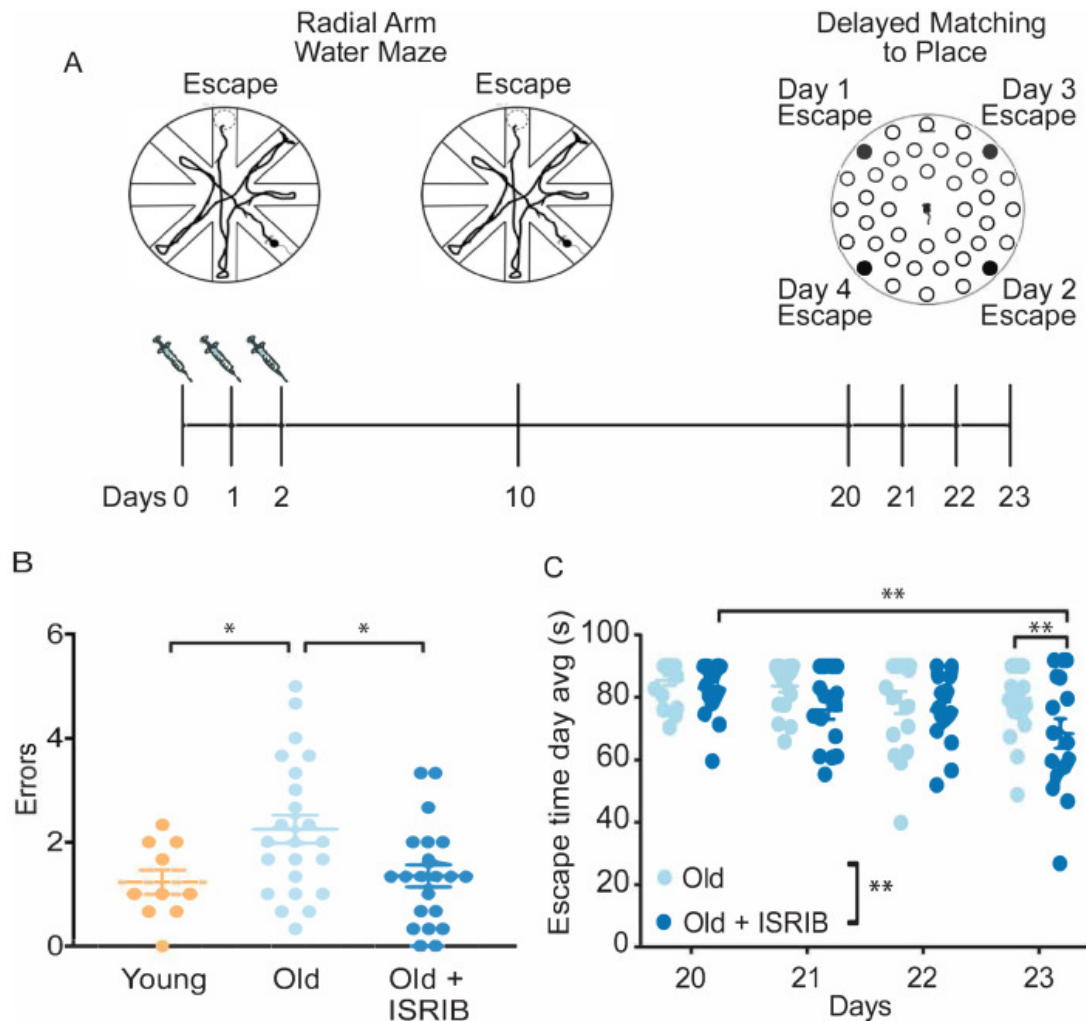 A
Radial Arm
Water Maze
Escape
Escape
Delayed Matching
to Place
Day 1
Escape
Day 3
Escape
Day 4
Escape
Day 2
Escape
Days 0 1 2 10 20 21 22 23
B
Errors
6
4
2
0
* *
Young Old Old +
ISRIB
C
Escape time day avg (s)
100
80
60
40
20
0
**
**
Old
Old + ISRIB
**
20 21 22 23
Days